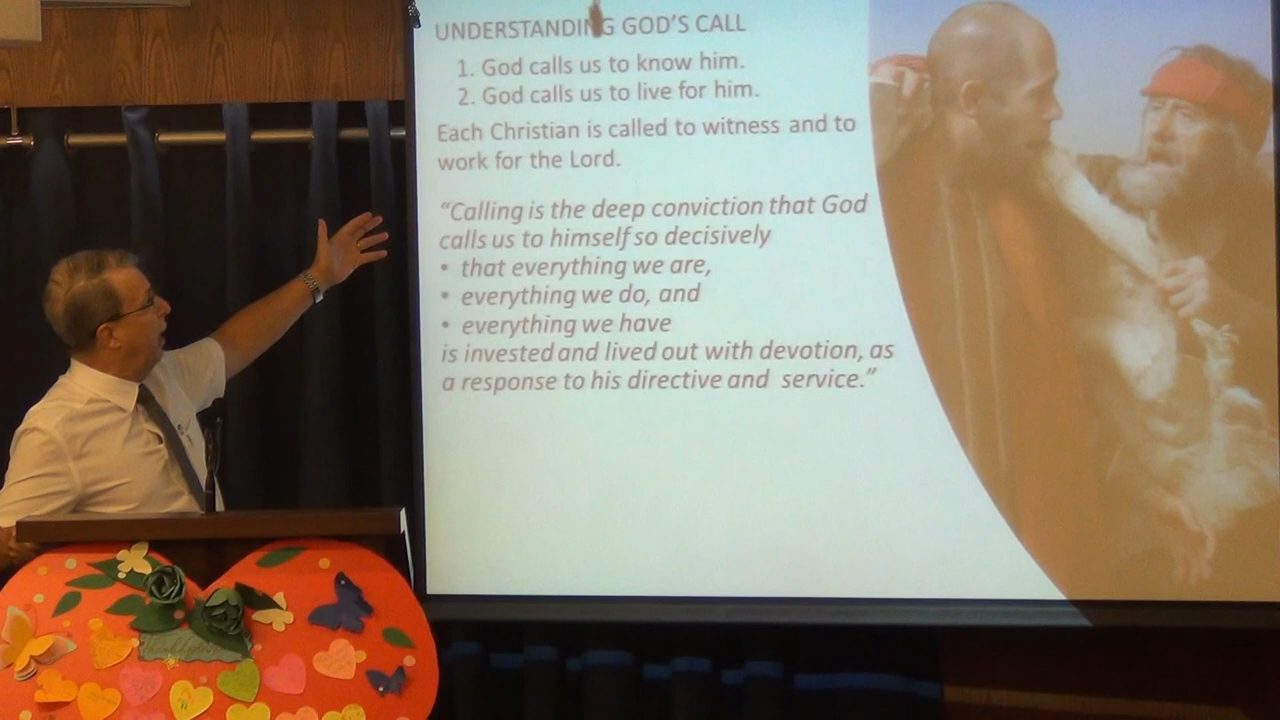 UNDERSTANDING GOD'S CALL
1. God calls us to know him.
2. God calls us to live for him.
Each Christian is called to witness and to
work for the Lord.
“Calling is the deep conviction that God
calls us to himself so decisively
• that everything we are,
• everything we do, and
• everything we have
is invested and lived out with devotion, as
a response to his directive and service.”